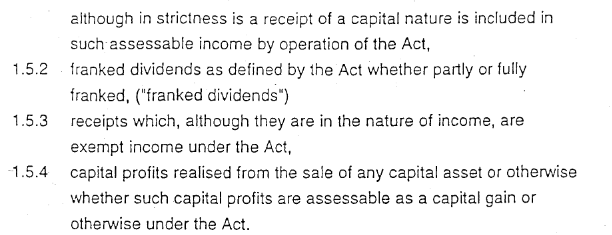 although in strictness is a receipt of a capital nature is included in
such assessable income by operation of the Act,
1.5.2 franked dividends as defined by the Act whether partly or fully
franked, ("franked dividends")
1.5.3 receipts which, although they are in the nature of income, are
exempt income under the Act,
1.5.4 capital profits realised from the sale of any capital asset or otherwise
whether such capital profits are assessable as a capital gain or
otherwise under the Act.